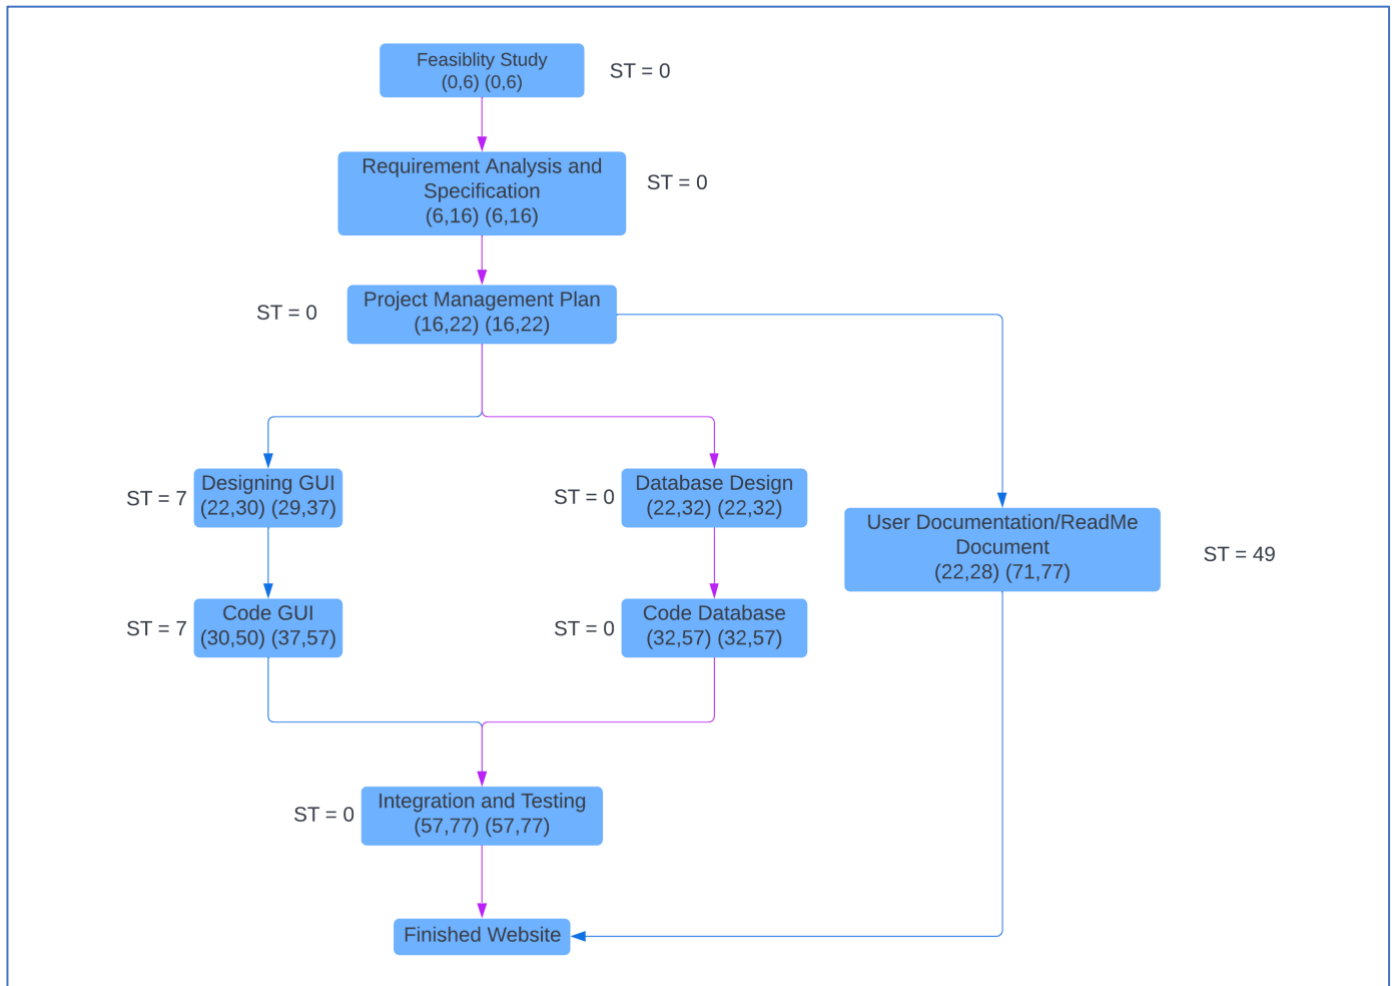 Feasiblity Study
(0,6) (0,6)
ST = 0
Requirement Analysis and
Specification
(6,16) (6,16)
ST = 0
ST = 0
Project Management Plan
(16,22) (16,22)
ST = 7
Designing GUI
(22,30) (29,37)
ST = 0
Database Design
(22,32) (22,32)
User Documentation/ReadMe
Document
(22,28) (71,77)
ST = 49
ST = 7
Code GUI
(30,50) (37,57)
ST = 0
Code Database
(32,57) (32,57)
ST = 0
Integration and Testing
(57,77) (57,77)
Finished Website